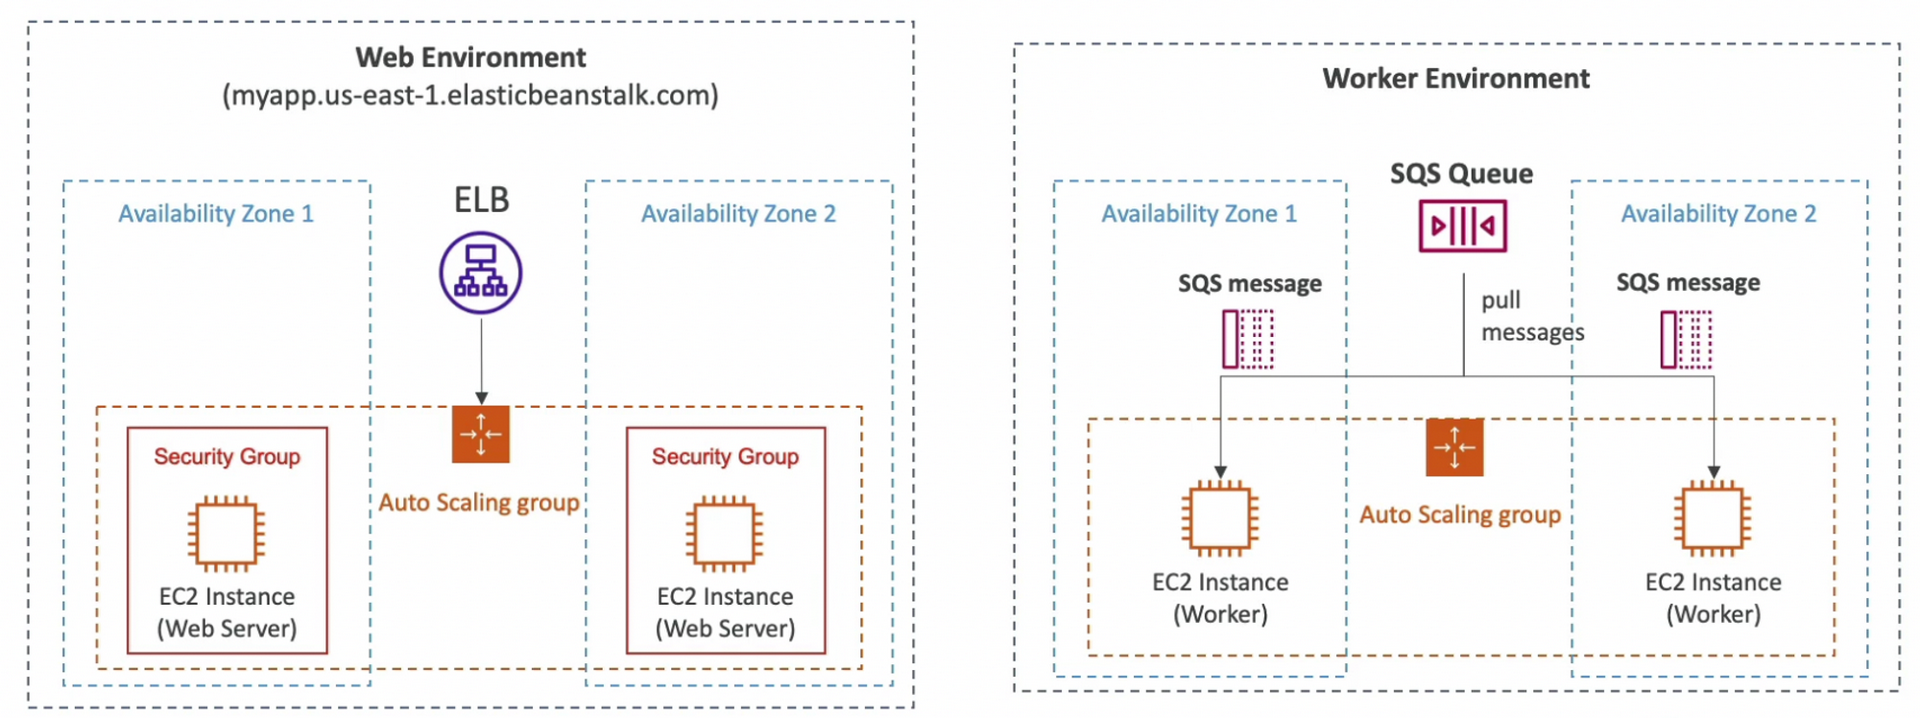 Web Environment
(myapp.us-east-1.elasticbeanstalk.com)
Availability Zone 1
ELB
Availability Zone 2
Security Group
Auto Scaling group
Security Group
EC2 Instance
(Web Server)
EC2 Instance
(Web Server)
Worker Environment
SQS Queue
Availability Zone 1
Availability Zone 2
SQS message
pull
messages
SQS message
Auto Scaling group
EC2 Instance
(Worker)
EC2 Instance
(Worker)